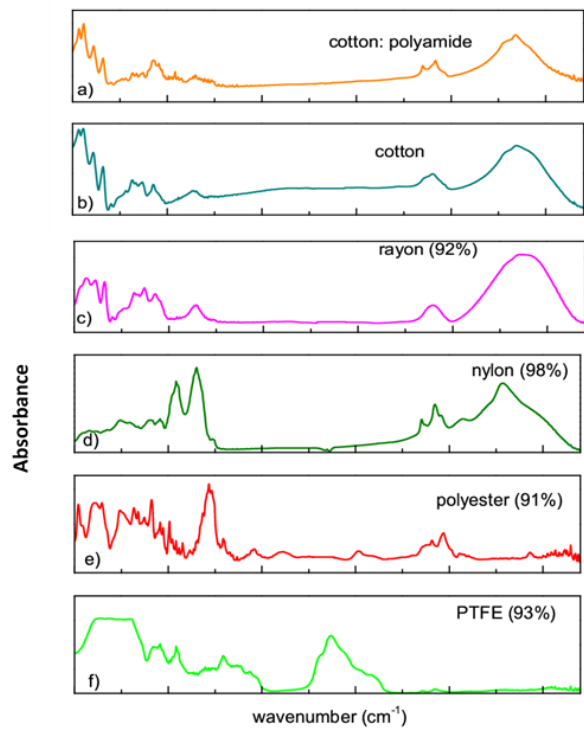 cotton: polyamide
a)
cotton
b)
rayon (92%)
c)
nylon (98%)
d)
Absorbance
polyester (91%)
e)
PTFE (93%)
f)
wavenumber (cm⁻¹)